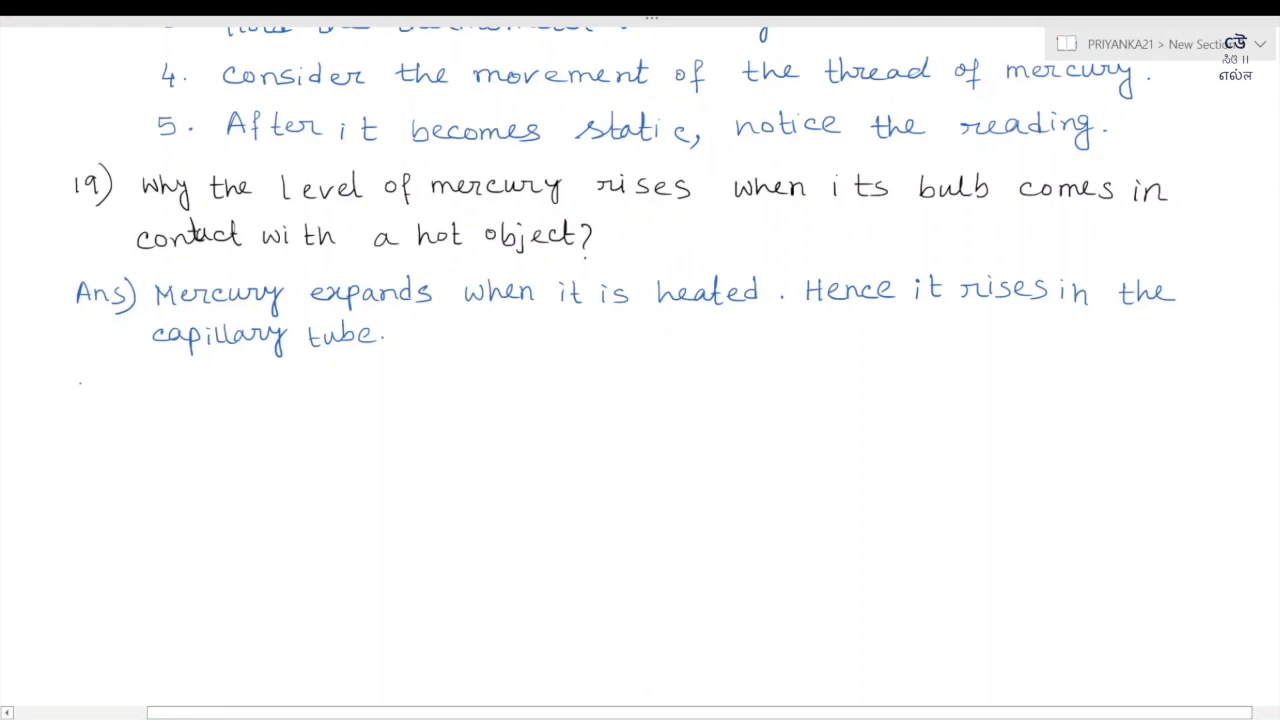 PRIYANKA21 > New Section
4. Consider the movement of the thread of mercury.
எல்ல
5. After it becomes static, notice the reading.
19) Why the level of mercury rises when its bulb comes in
contact with a hot object?
Ans) Mercury expands when it is heated. Hence it rises in the
capillary tube.